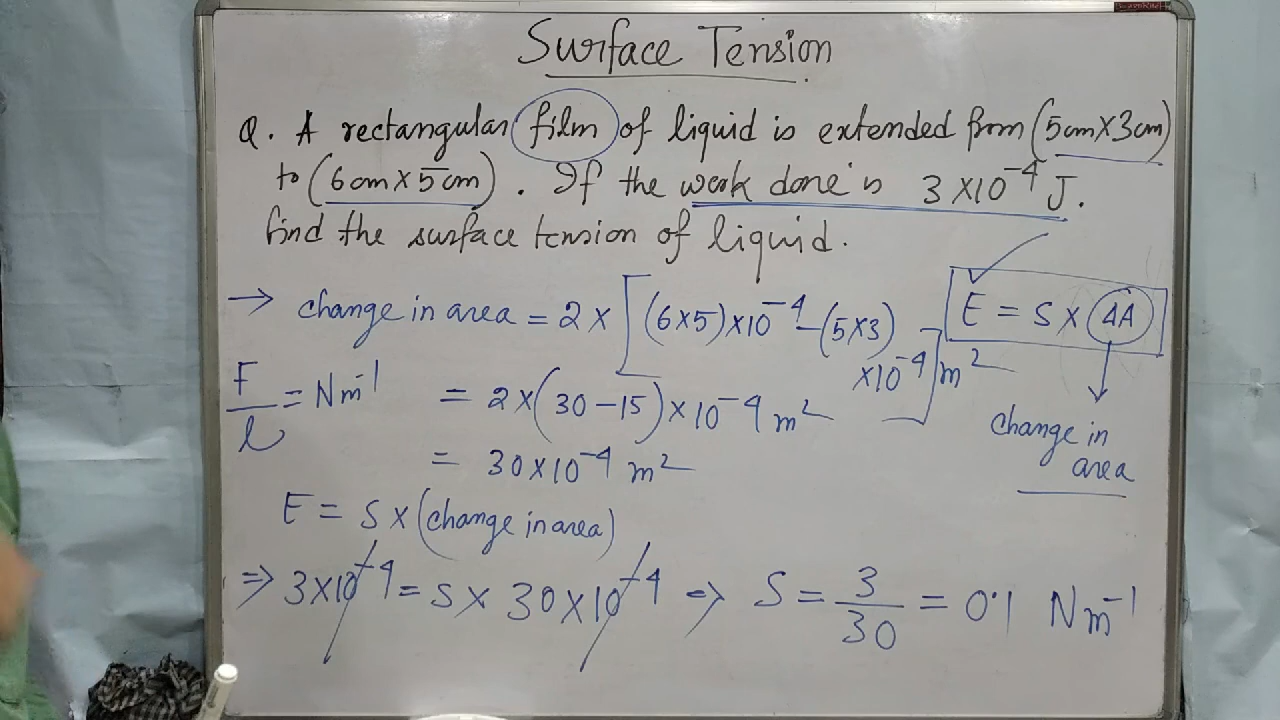 Surface Tension
Q. A rectangular film of liquid is extended from (5cm×3cm)
to (6cm×5cm). If the work done is 3×10⁻⁴ J.
find the surface tension of liquid.
→ change in area = 2 × [(6×5)×10⁻⁴ – (5×3) ×10⁻⁴] m²
E = S × ΔA
change in area
F/l = Nm⁻¹
= 2×(30–15)×10⁻⁴ m²
= 30×10⁻⁴ m²
E = S × (change in area)
⇒ 3×10⁻⁴ = S × 30×10⁻⁴ ⇒ S = 3/30 = 0.1 Nm⁻¹